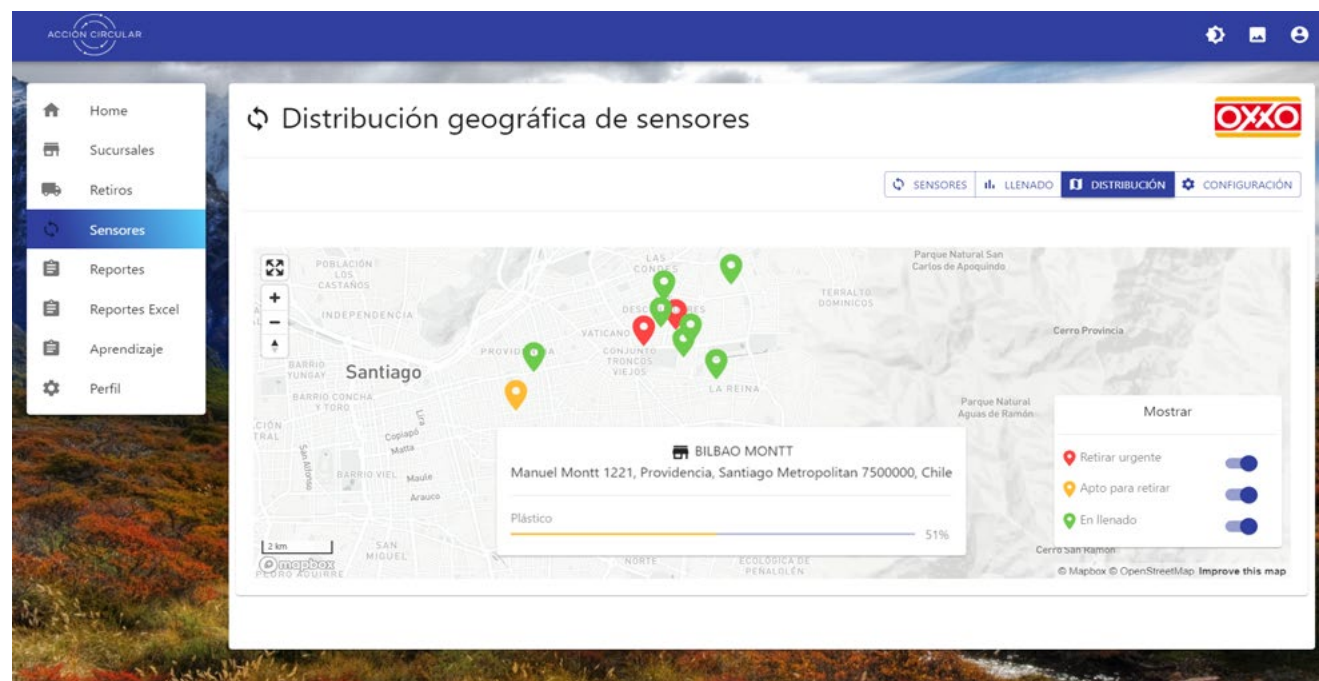 ACCIÓN CIRCULAR
Home
Sucursales
Retiros
Sensores
Reportes
Reportes Excel
Aprendizaje
Perfil
Distribución geográfica de sensores
OXXO
SENSORES
LLENADO
DISTRIBUCIÓN
CONFIGURACIÓN
POBLACIÓN
LOS
CASTAÑOS
INDEPENDENCIA
LAS
CONDES
Parque Natural San
Carlos de Apoquindo
TERRALTO
DOMINICOS
VATICANO
CONJUNTO
TRONCOS
VIEJOS
Cerro Provincia
BARRIO
YUNGAY
Santiago
BARRIO CONCHA
Y TORO
LA REINA
Parque Natural
Aguas de Ramón
Lira
Copiapó
Matta
San Alfonso
BARRIO VIEL
Maule
Arauco
BILBAO MONTT
Manuel Montt 1221, Providencia, Santiago Metropolitan 7500000, Chile
Plástico
51%
Mostrar
Retirar urgente
Apto para retirar
En llenado
2 km
SAN
MIGUEL
mapbox
PEDRO AGUIRRE
NORTE
ECOLÓGICA DE
PEÑALOLÉN
Cerro San Ramón
© Mapbox © OpenStreetMap Improve this map